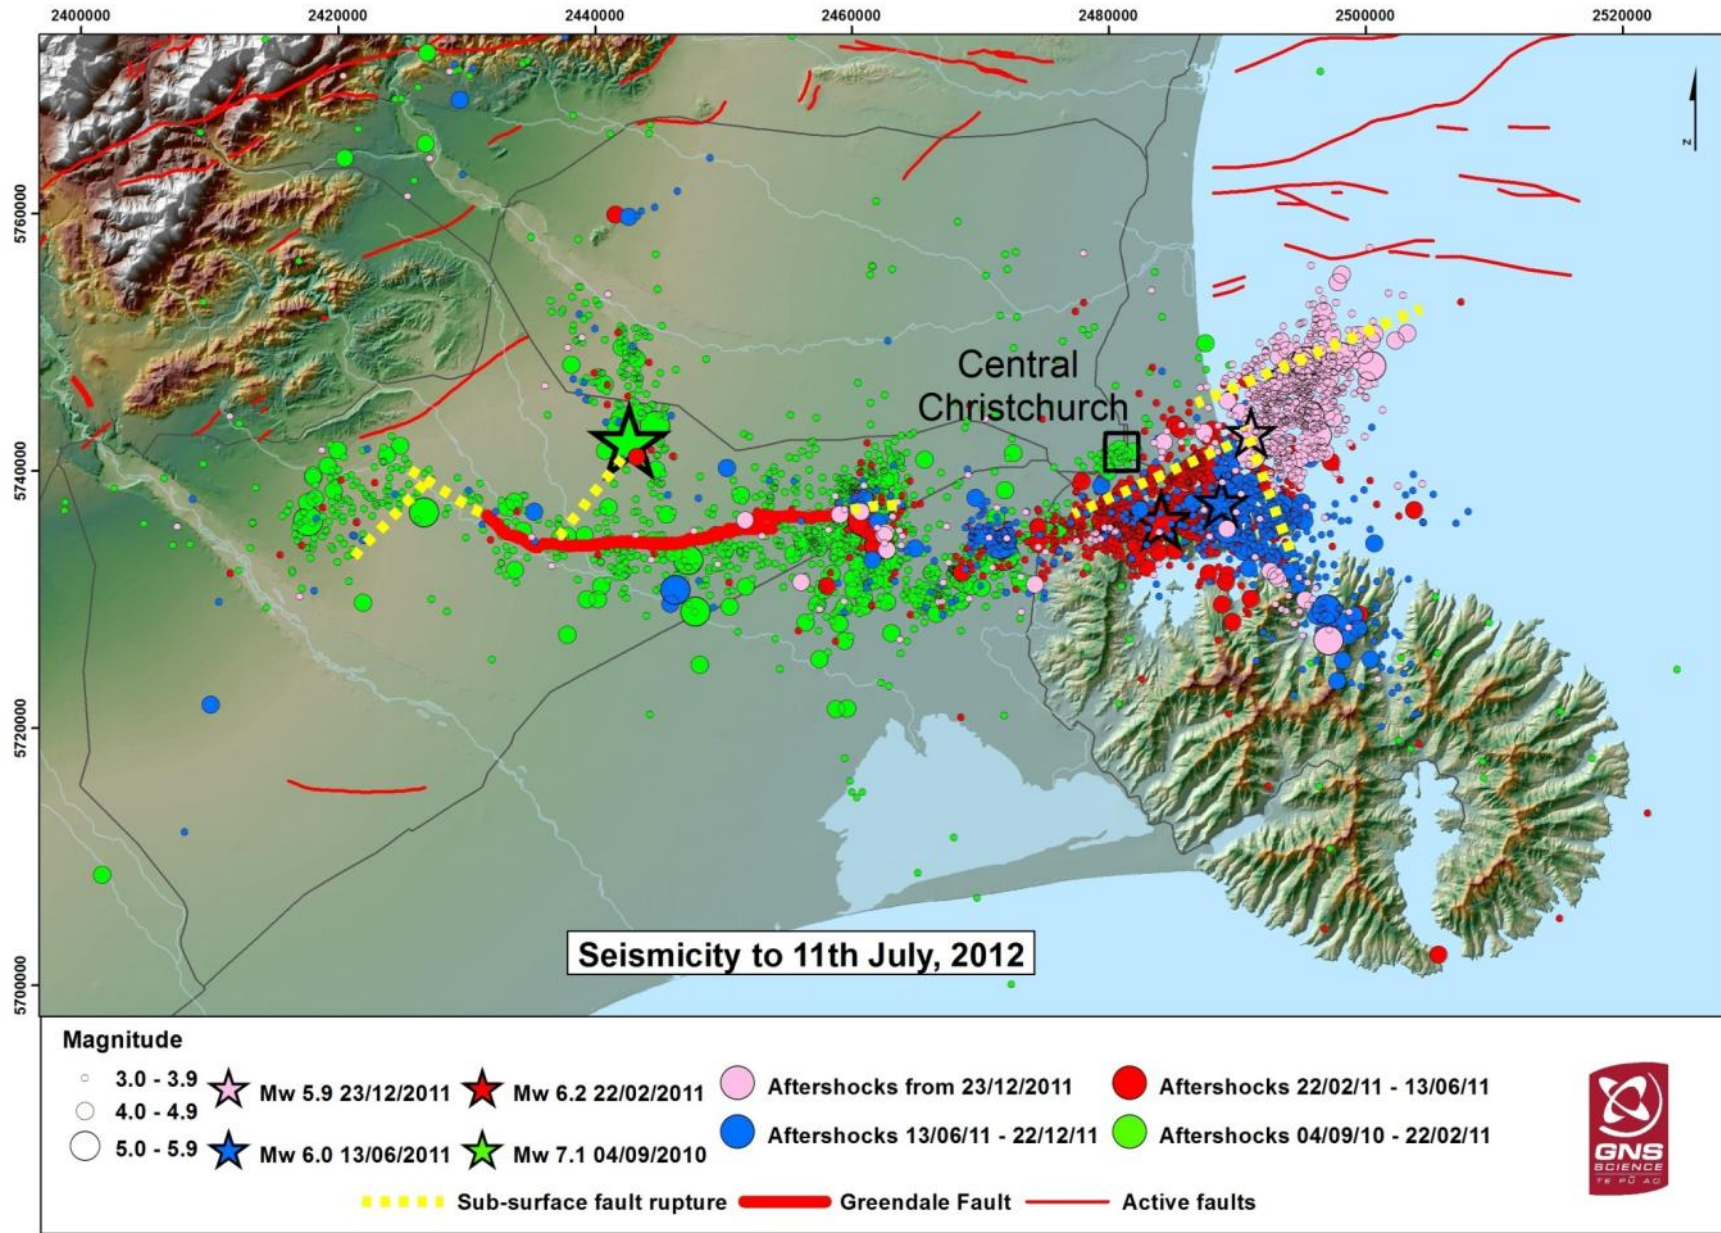 2400000 2420000 2440000 2460000 2480000 2500000 2520000
5760000
5740000
5720000
5700000
z
Central
Christchurch
Seismicity to 11th July, 2012
Magnitude
3.0 - 3.9
4.0 - 4.9
5.0 - 5.9
Mw 5.9 23/12/2011
Mw 6.0 13/06/2011
Mw 6.2 22/02/2011
Mw 7.1 04/09/2010
Aftershocks from 23/12/2011
Aftershocks 13/06/11 - 22/12/11
Aftershocks 22/02/11 - 13/06/11
Aftershocks 04/09/10 - 22/02/11
Sub-surface fault rupture
Greendale Fault
Active faults
GNS
SCIENCE
TE PŪ AO